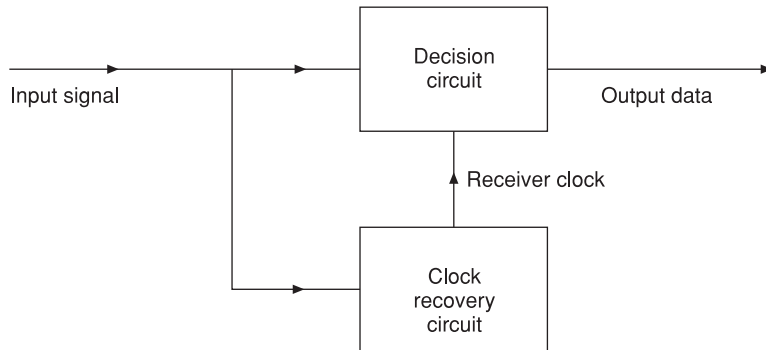 Decision
circuit
Input signal
Output data
Receiver clock
Clock
recovery
circuit